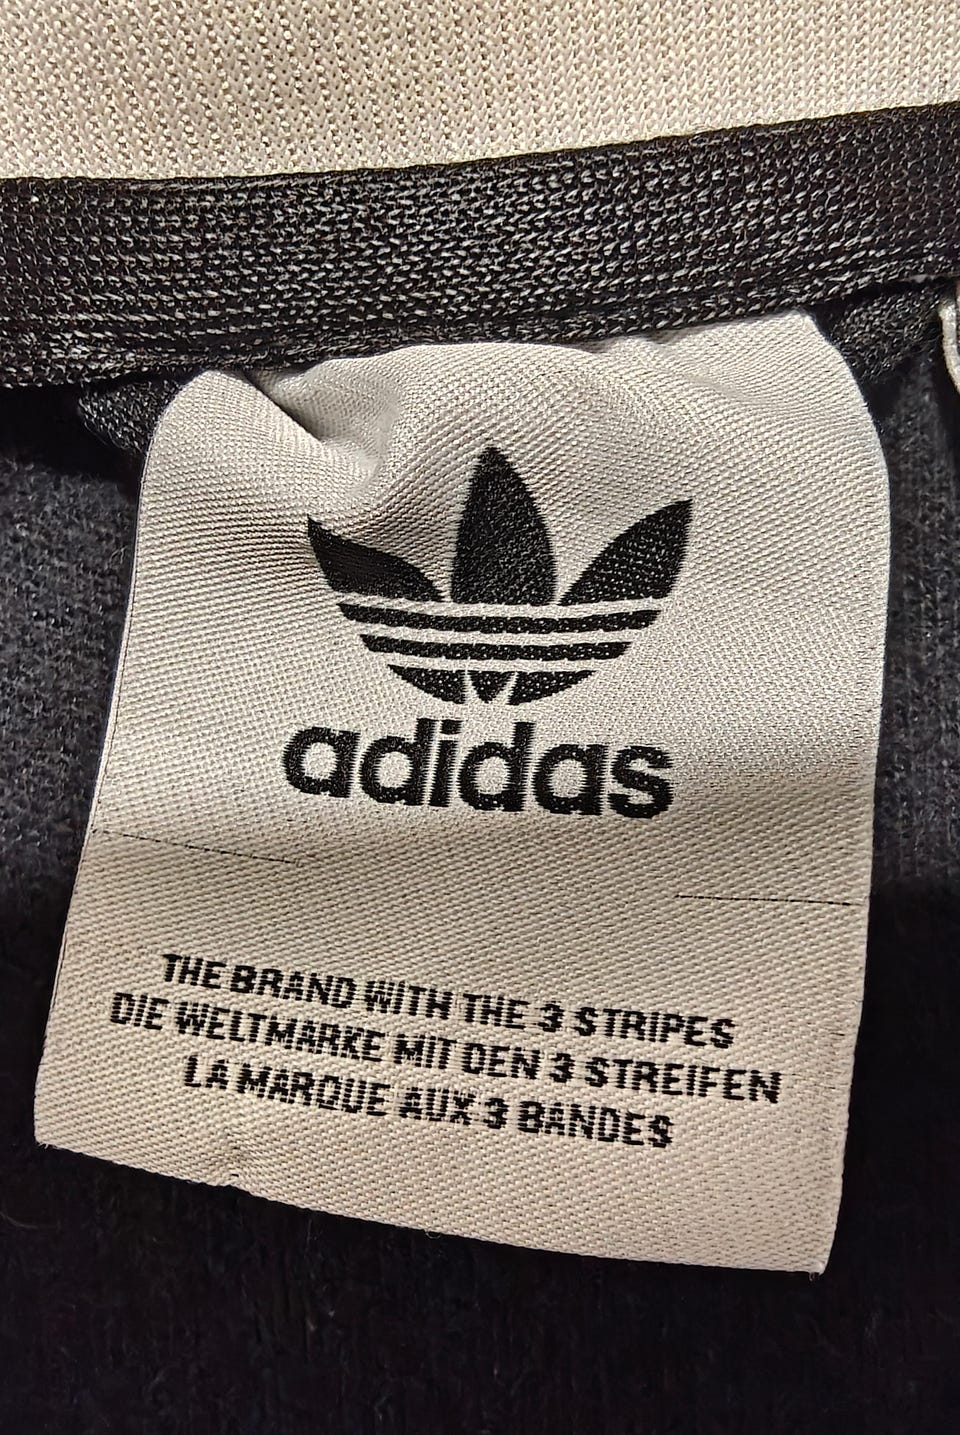 adidas
THE BRAND WITH THE 3 STRIPES
DIE WELTMARKE MIT DEN 3 STREIFEN
LA MARQUE AUX 3 BANDES